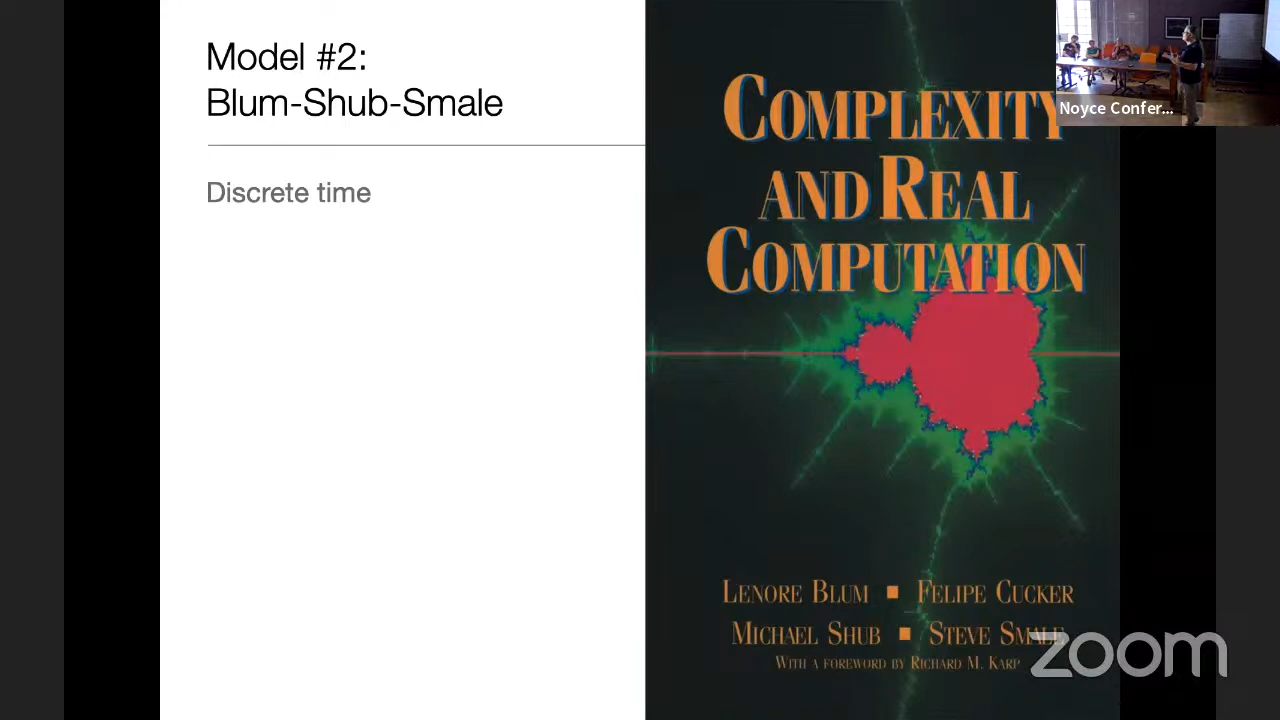 Model #2:
Blum-Shub-Smale
Discrete time
COMPLEXITY
AND REAL
COMPUTATION
LENORE BLUM ■ FELIPE CUCKER
MICHAEL SHUB ■ STEVE SMALE
WITH A FOREWORD BY RICHARD M. KARP
Noyce Confer...
zoom